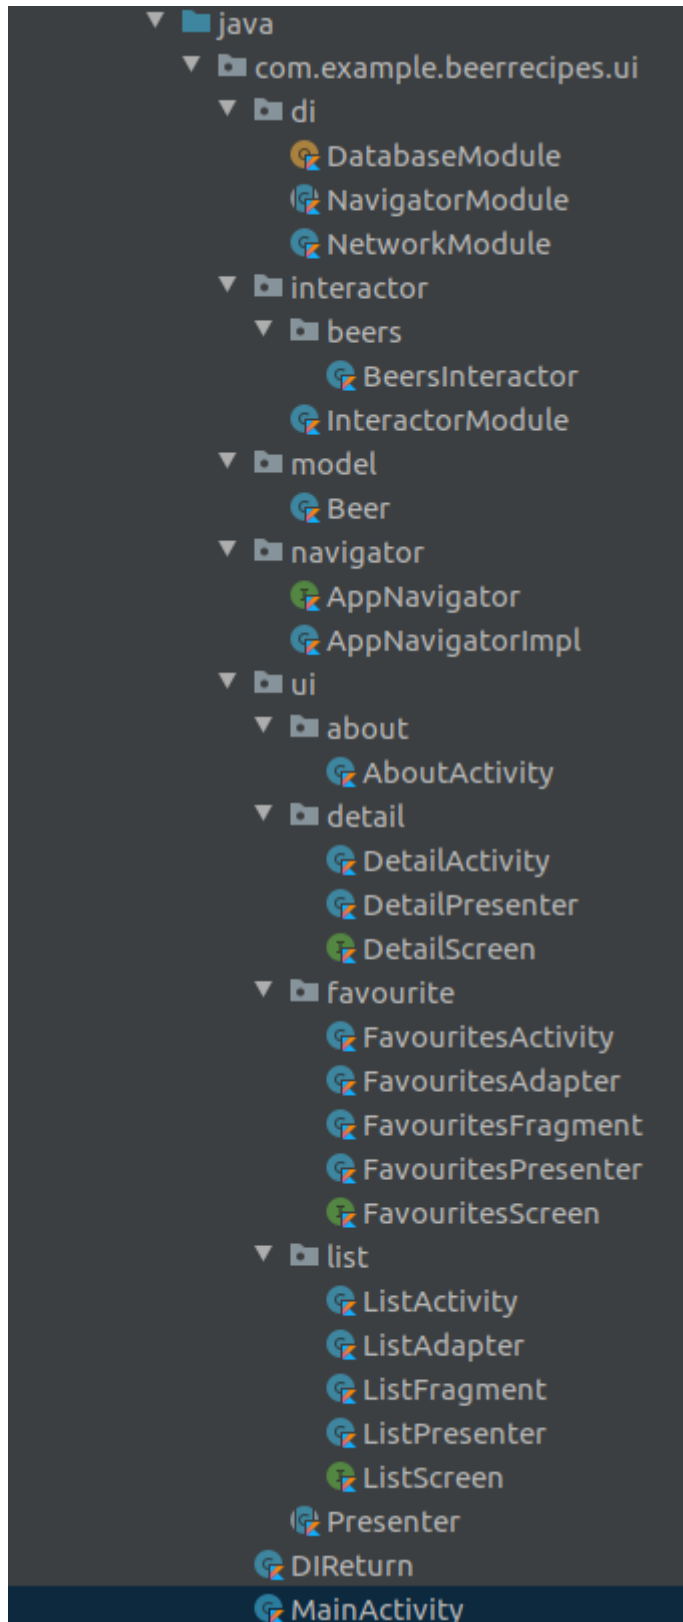 java
com.example.beerrecipes.ui
di
DatabaseModule
NavigatorModule
NetworkModule
interactor
beers
BeersInteractor
InteractorModule
model
Beer
navigator
AppNavigator
AppNavigatorImpl
ui
about
AboutActivity
detail
DetailActivity
DetailPresenter
DetailScreen
favourite
FavouritesActivity
FavouritesAdapter
FavouritesFragment
FavouritesPresenter
FavouritesScreen
list
ListActivity
ListAdapter
ListFragment
ListPresenter
ListScreen
Presenter
DIReturn
MainActivity